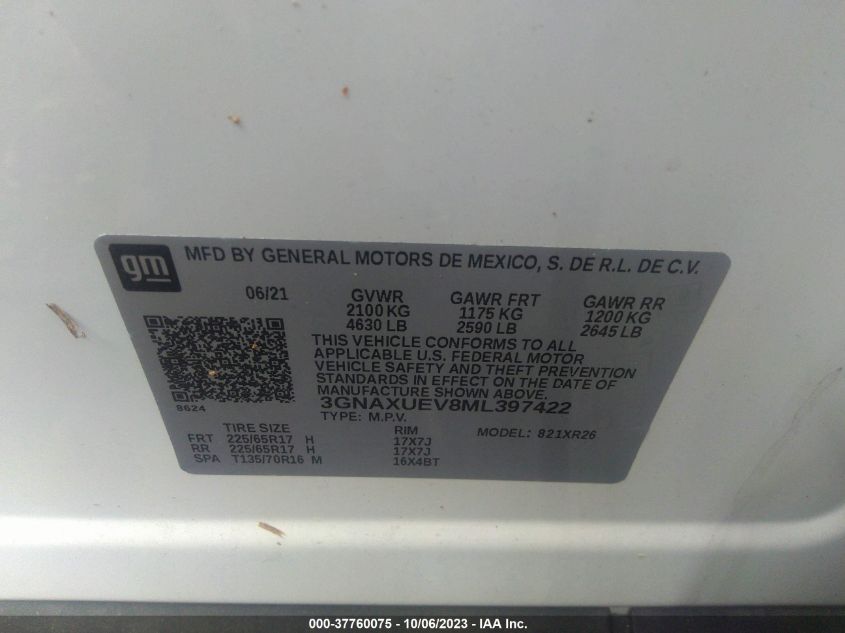 gm
MFD BY GENERAL MOTORS DE MEXICO, S. DE R.L. DE C.V.
06/21 GVWR GAWR FRT GAWR RR
2100 KG 1175 KG 1200 KG
4630 LB 2590 LB 2645 LB
THIS VEHICLE CONFORMS TO ALL
APPLICABLE U.S. FEDERAL MOTOR
VEHICLE SAFETY AND THEFT PREVENTION
STANDARDS IN EFFECT ON THE DATE OF
MANUFACTURE SHOWN ABOVE.
8624 3GNAXUEV8ML397422
TYPE: M.P.V.
TIRE SIZE RIM MODEL: 821XR26
FRT 225/65R17 H 17X7J
RR 225/65R17 H 17X7J
SPA T135/70R16 M 16X4BT
000-37760075 - 10/06/2023 - IAA Inc.